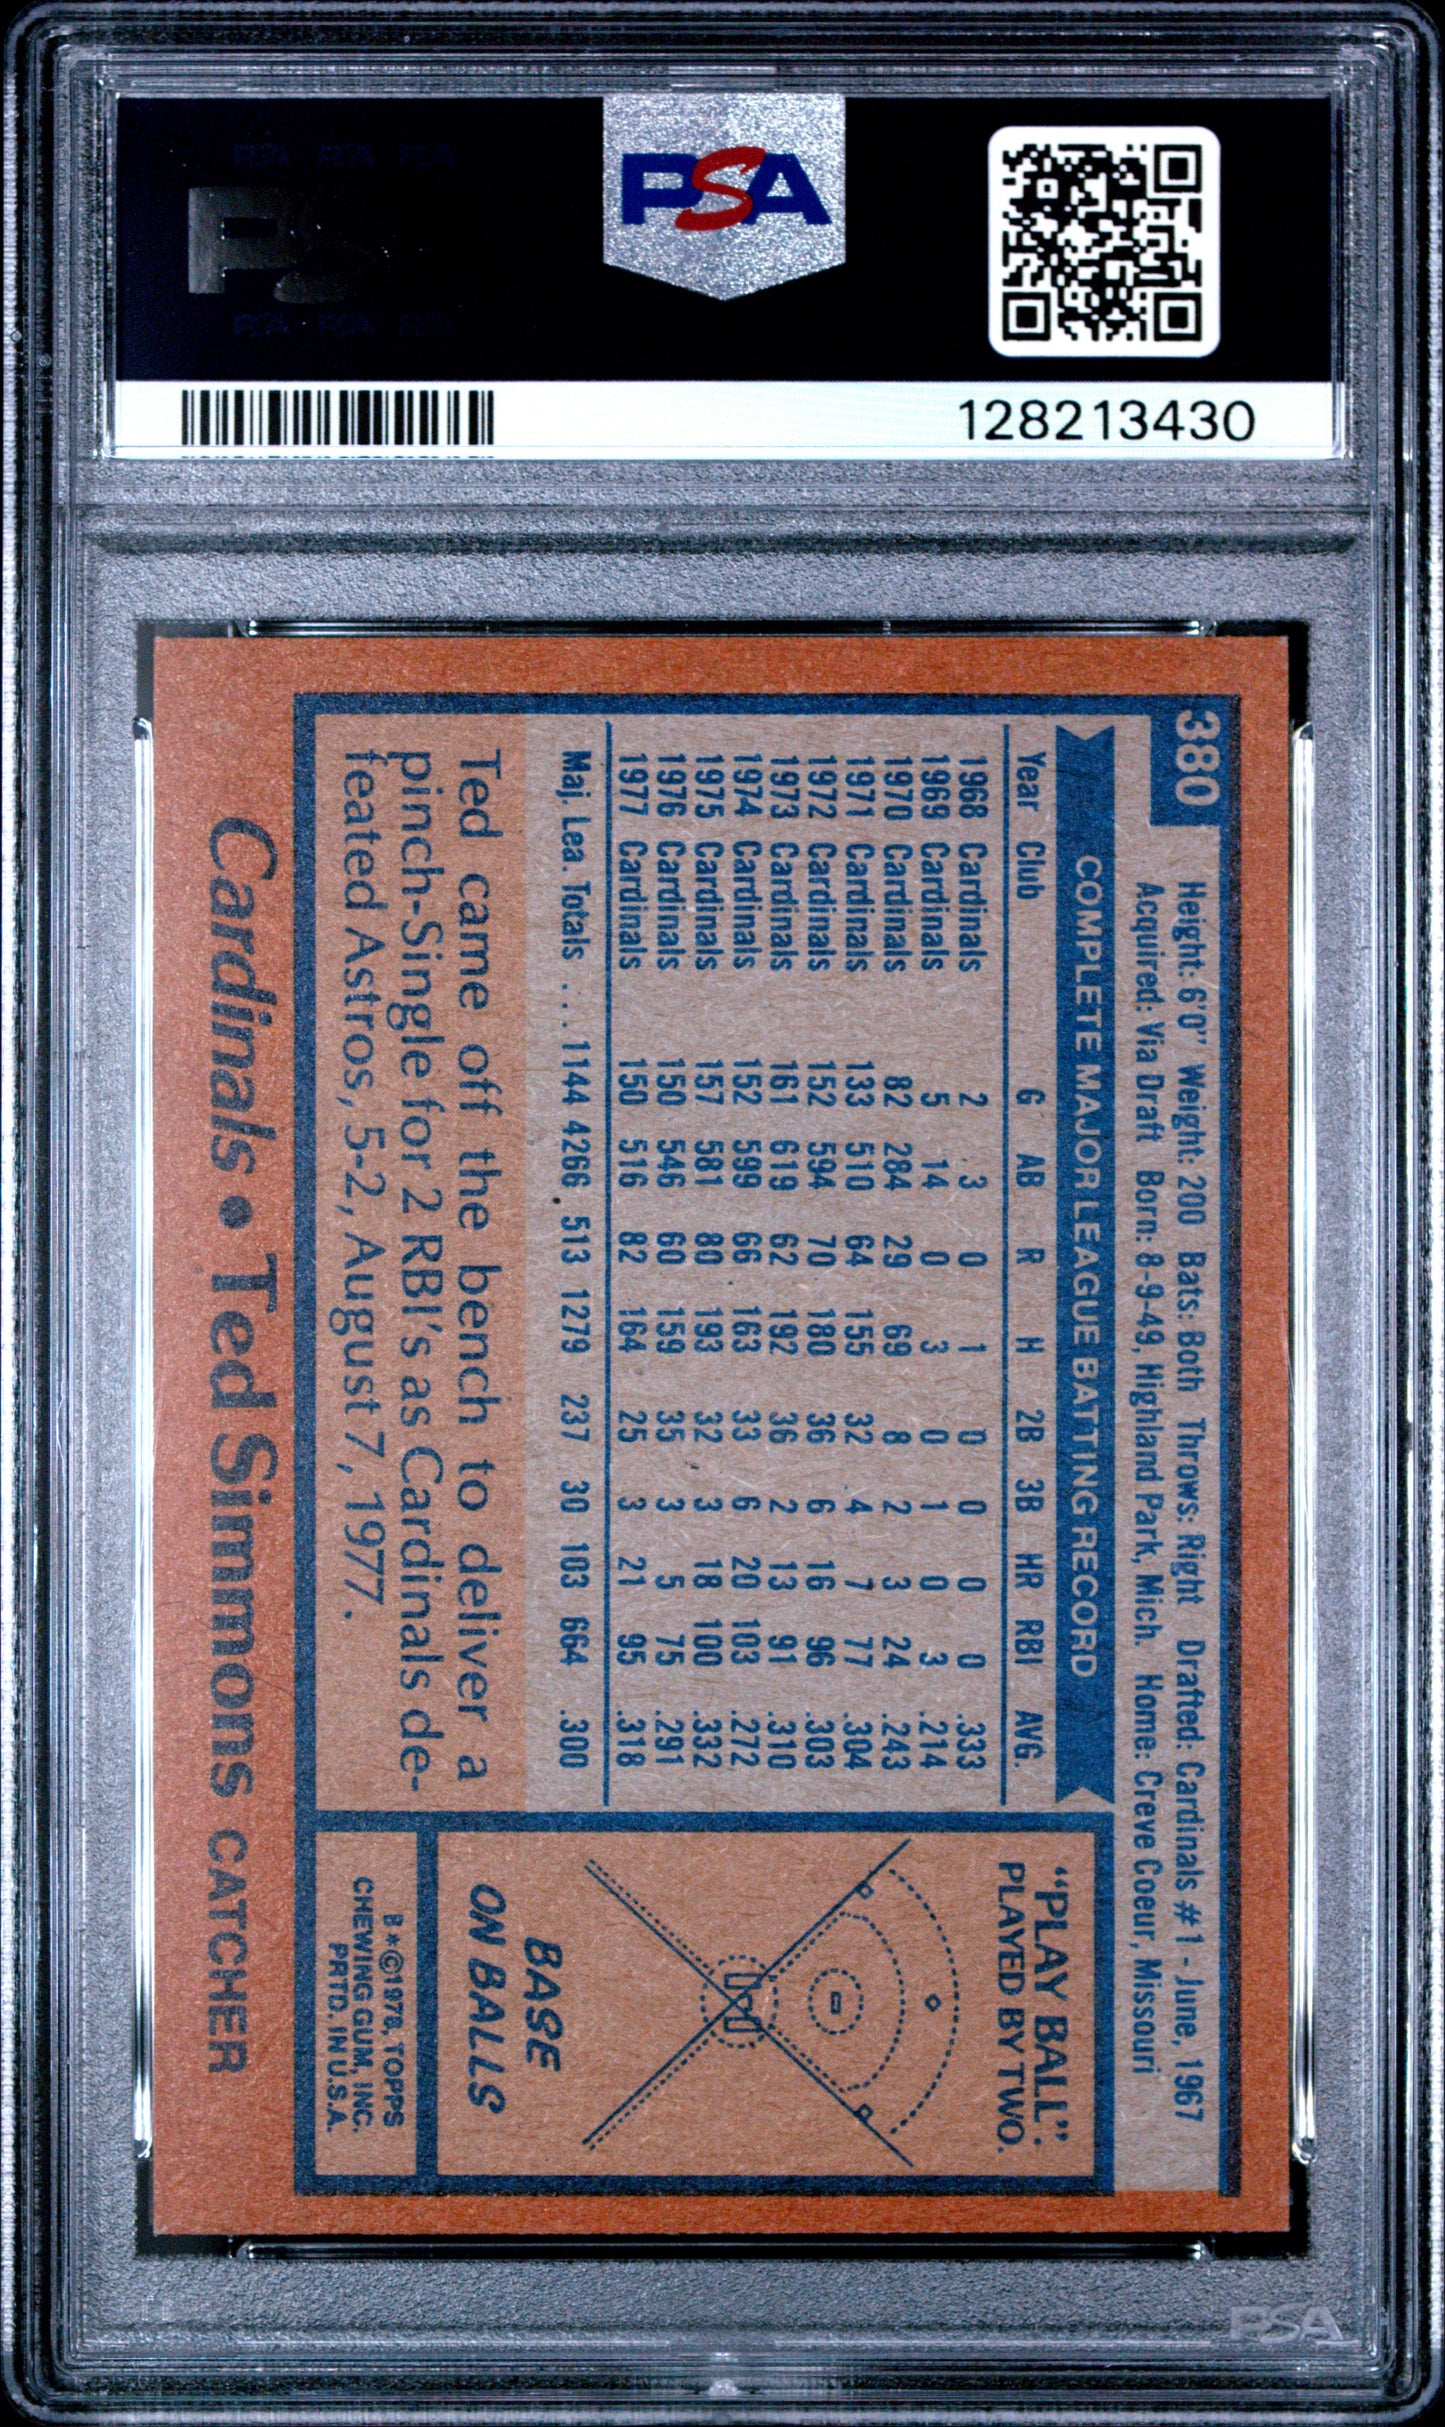 PSA
128213430
380
Height: 6'0" Weight: 200 Bats: Both Throws: Right Drafted: Cardinals #1 - June, 1967
Acquired: Via Draft Born: 8-9-49, Highland Park, Mich. Home: Creve Coeur, Missouri
COMPLETE MAJOR LEAGUE BATTING RECORD
Year Club G AB R H 2B 3B HR RBI AVG.
1968 Cardinals 2 3 0 1 0 0 0 0 .333
1969 Cardinals 5 14 0 3 0 1 0 3 .214
1970 Cardinals 82 284 29 69 8 2 3 24 .243
1971 Cardinals 133 510 64 155 32 4 7 77 .304
1972 Cardinals 152 594 70 180 36 6 16 96 .303
1973 Cardinals 161 619 62 192 36 2 13 91 .310
1974 Cardinals 152 599 66 163 33 6 20 103 .272
1975 Cardinals 157 581 80 193 32 3 18 100 .332
1976 Cardinals 150 546 60 159 35 3 5 75 .291
1977 Cardinals 150 516 82 164 25 3 21 95 .318
Maj. Lea. Totals ... 1144 4266 513 1279 237 30 103 664 .300
Ted came off the bench to deliver a
pinch-Single for 2 RBI's as Cardinals de-
feated Astros, 5-2, August 7, 1977.
"PLAY BALL".
PLAYED BY TWO.
BASE
ON BALLS
B*©1978, TOPPS
CHEWING GUM, INC.
PRTD. IN U.S.A.
Cardinals • Ted Simmons CATCHER
PSA